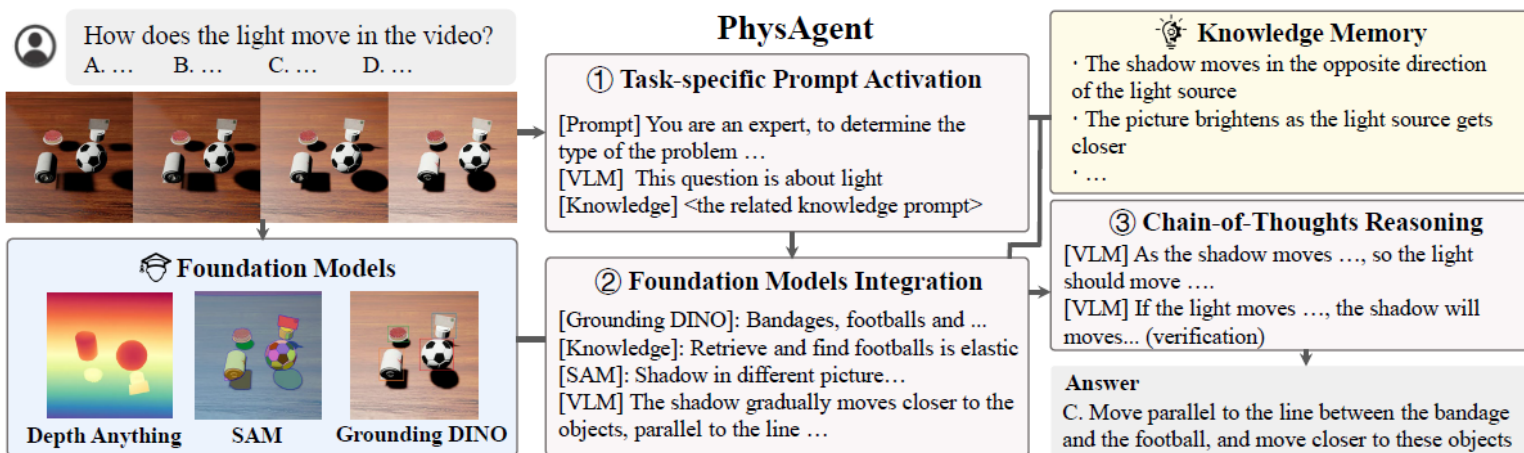 How does the light move in the video?
A. … B. … C. … D. …
Foundation Models
Depth Anything SAM Grounding DINO
PhysAgent
① Task-specific Prompt Activation
[Prompt] You are an expert, to determine the
type of the problem …
[VLM] This question is about light
[Knowledge] <the related knowledge prompt>
② Foundation Models Integration
[Grounding DINO]: Bandages, footballs and ...
[Knowledge]: Retrieve and find footballs is elastic
[SAM]: Shadow in different picture…
[VLM] The shadow gradually moves closer to the
objects, parallel to the line …
Knowledge Memory
· The shadow moves in the opposite direction
of the light source
· The picture brightens as the light source gets
closer
· …
③ Chain-of-Thoughts Reasoning
[VLM] As the shadow moves …, so the light
should move ….
[VLM] If the light moves …, the shadow will
moves... (verification)
Answer
C. Move parallel to the line between the bandage
and the football, and move closer to these objects